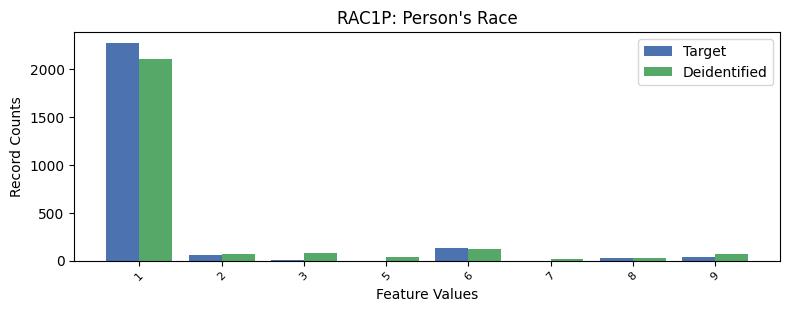 RAC1P: Person's Race
Target
Deidentified
Record Counts
2000
1500
1000
500
0
1 2 3 5 6 7 8 9
Feature Values